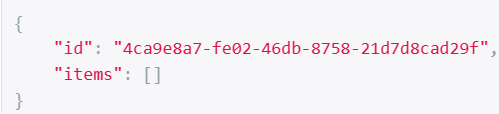 {
    "id": "4ca9e8a7-fe02-46db-8758-21d7d8cad29f",
    "items": []
}